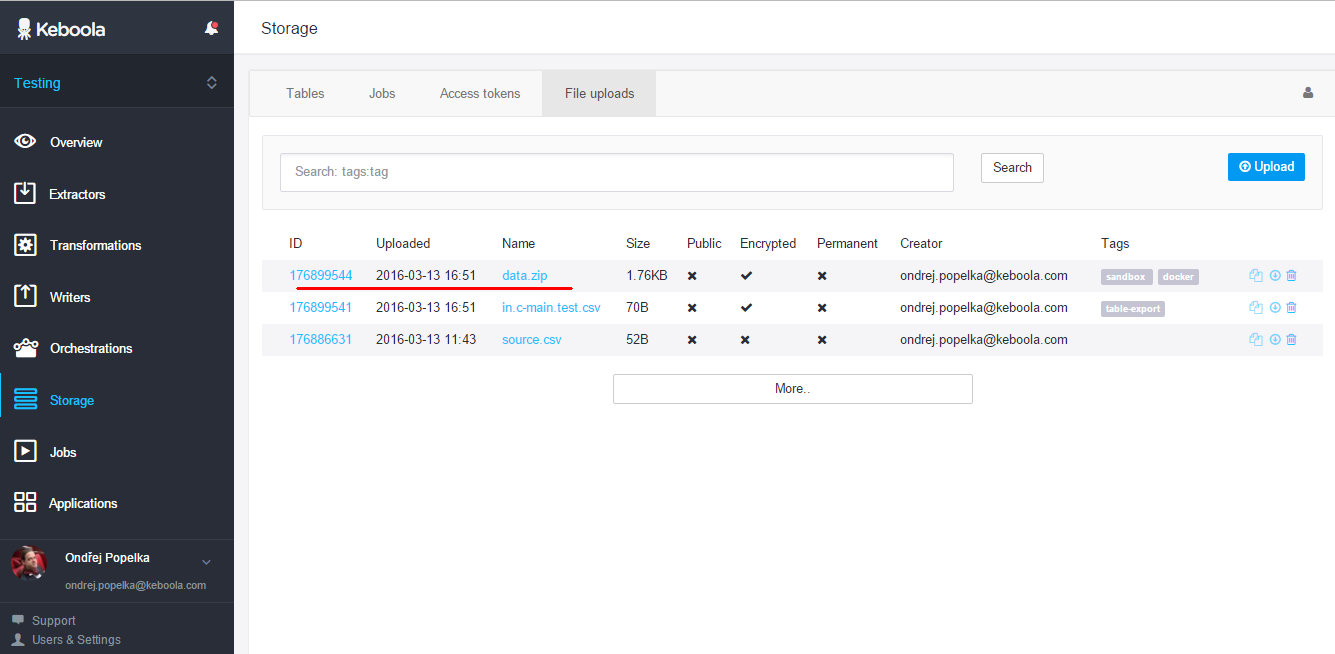 Keboola
Storage
Testing
Tables Jobs Access tokens File uploads
Overview
Extractors
Transformations
Writers
Orchestrations
Storage
Jobs
Applications
Ondřej Popelka
ondrej.popelka@keboola.com
Support
Users & Settings
Search: tags:tag
Search
Upload
ID Uploaded Name Size Public Encrypted Permanent Creator Tags
176899544 2016-03-13 16:51 data.zip 1.76KB ondrej.popelka@keboola.com sandbox docker
176899541 2016-03-13 16:51 in.c-main.test.csv 70B ondrej.popelka@keboola.com table-export
176886631 2016-03-13 11:43 source.csv 52B ondrej.popelka@keboola.com
More..